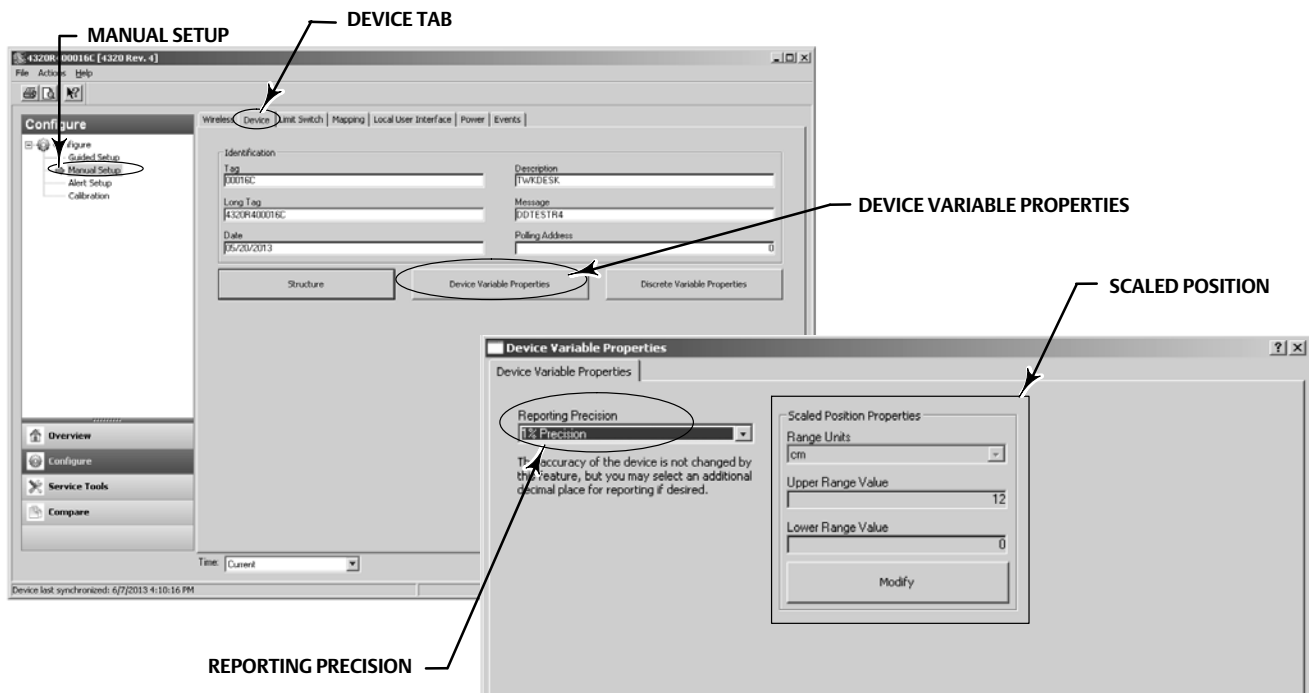 DEVICE TAB
MANUAL SETUP
4320R400016C [4320 Rev. 4]
File Actions Help
Configure
Wireless Device Limit Switch Mapping Local User Interface Power Events
Configure
Guided Setup
Manual Setup
Alert Setup
Calibration
Identification
Tag
00016C
Description
TWKDESK
Long Tag
4320R400016C
Message
DDTESTR4
Date
05/20/2013
Polling Address
0
Structure
Device Variable Properties
Discrete Variable Properties
DEVICE VARIABLE PROPERTIES
SCALED POSITION
Overview
Configure
Service Tools
Compare
Time: Current
Device last synchronized: 6/7/2013 4:10:16 PM
Device Variable Properties
Device Variable Properties
Reporting Precision
1% Precision
The accuracy of the device is not changed by
this feature, but you may select an additional
decimal place for reporting if desired.
Scaled Position Properties
Range Units
cm
Upper Range Value
12
Lower Range Value
0
Modify
REPORTING PRECISION